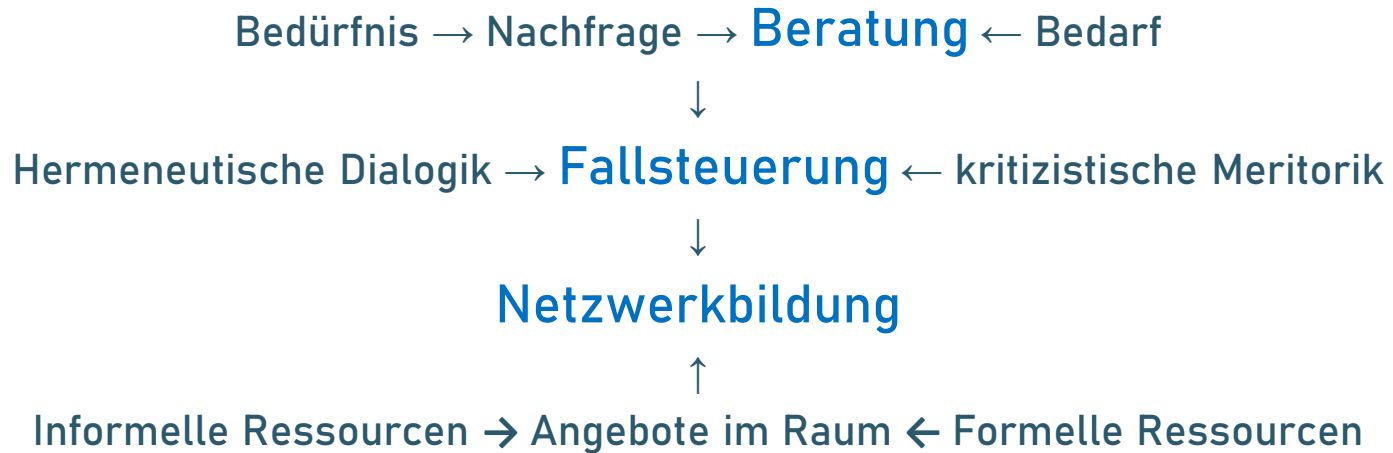 Bedürfnis → Nachfrage → Beratung ← Bedarf
↓
Hermeneutische Dialogik → Fallsteuerung ← kritizistische Meritorik
↓
Netzwerkbildung
↑
Informelle Ressourcen → Angebote im Raum ← Formelle Ressourcen